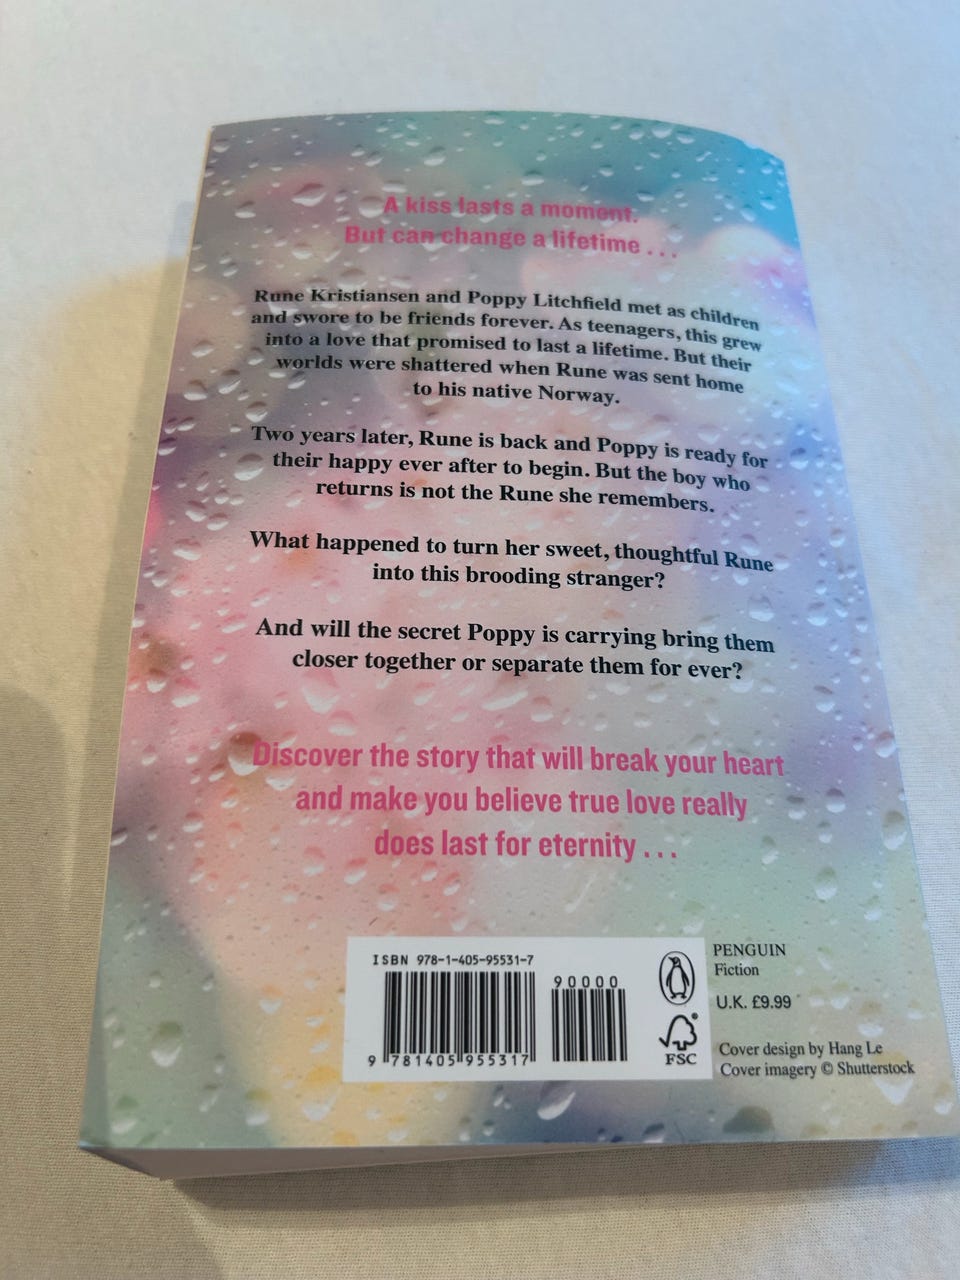 A kiss lasts a moment.
But can change a lifetime . . .
Rune Kristiansen and Poppy Litchfield met as children
and swore to be friends forever. As teenagers, this grew
into a love that promised to last a lifetime. But their
worlds were shattered when Rune was sent home
to his native Norway.
Two years later, Rune is back and Poppy is ready for
their happy ever after to begin. But the boy who
returns is not the Rune she remembers.
What happened to turn her sweet, thoughtful Rune
into this brooding stranger?
And will the secret Poppy is carrying bring them
closer together or separate them for ever?
Discover the story that will break your heart
and make you believe true love really
does last for eternity . . .
ISBN 978-1-405-95531-7
90000
9 781405 955317
FSC
PENGUIN
Fiction
U.K. £9.99
Cover design by Hang Le
Cover imagery © Shutterstock